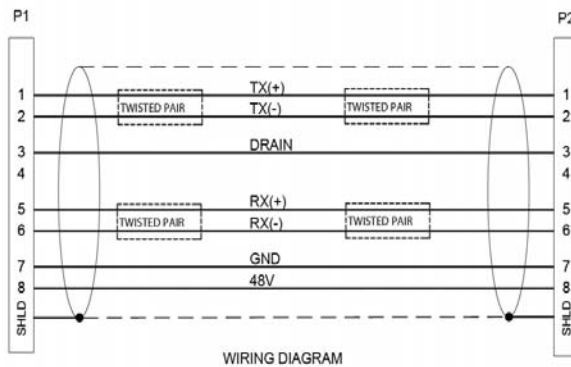 P1 P2
1 TX(+) 1
TWISTED PAIR TWISTED PAIR
2 TX(-) 2
3 DRAIN 3
4 4
5 RX(+) 5
TWISTED PAIR TWISTED PAIR
6 RX(-) 6
7 GND 7
8 48V 8
SHLD SHLD
WIRING DIAGRAM